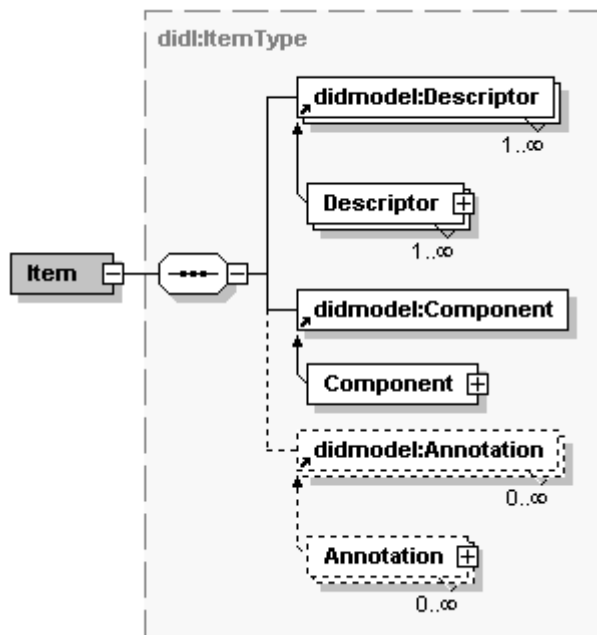 didl:ItemType
didmodel:Descriptor
1..∞
Descriptor
1..∞
Item
didmodel:Component
Component
didmodel:Annotation
0..∞
Annotation
0..∞